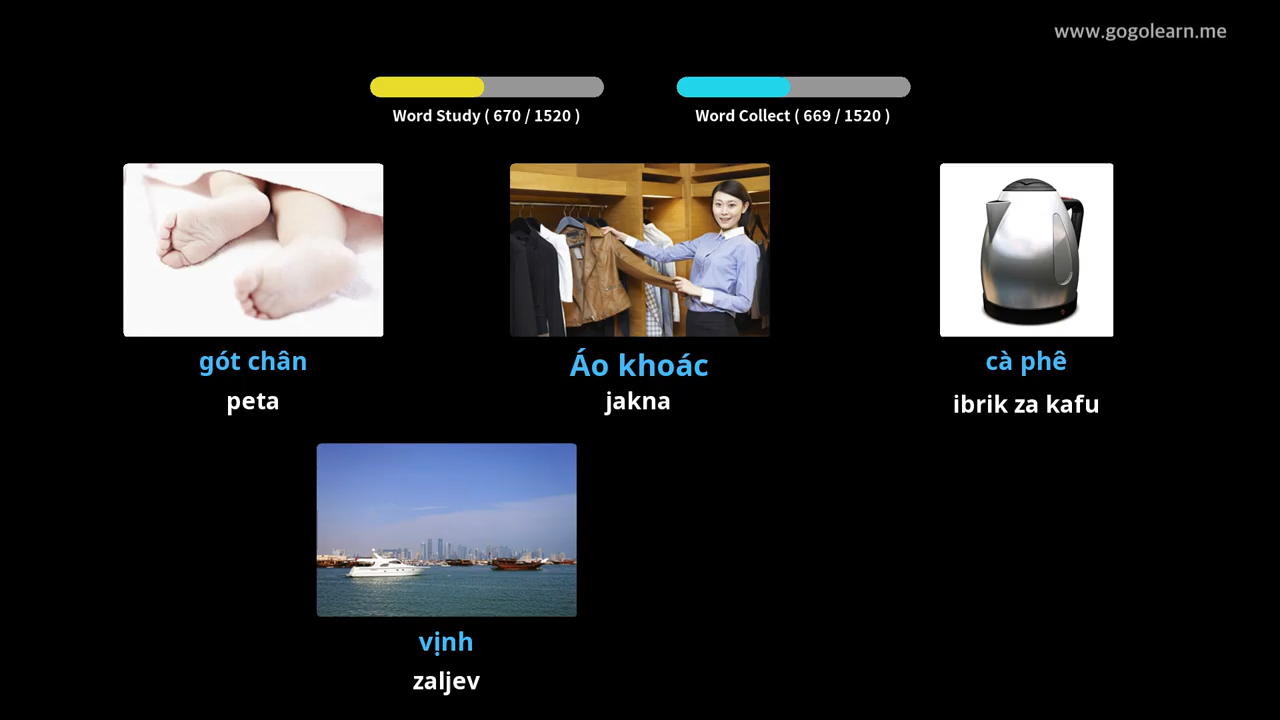 www.gogolearn.me
Word Study ( 670 / 1520 )
Word Collect ( 669 / 1520 )
gót chân
peta
Áo khoác
jakna
cà phê
ibrik za kafu
vịnh
zaljev